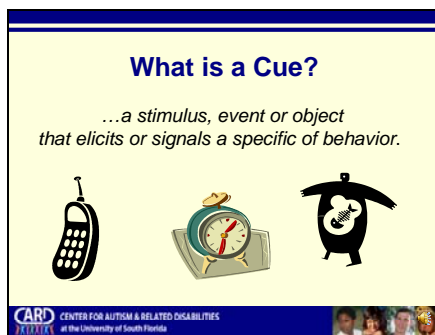 What is a Cue?
…a stimulus, event or object
that elicits or signals a specific of behavior.
CARD CENTER FOR AUTISM & RELATED DISABILITIES
at the University of South Florida